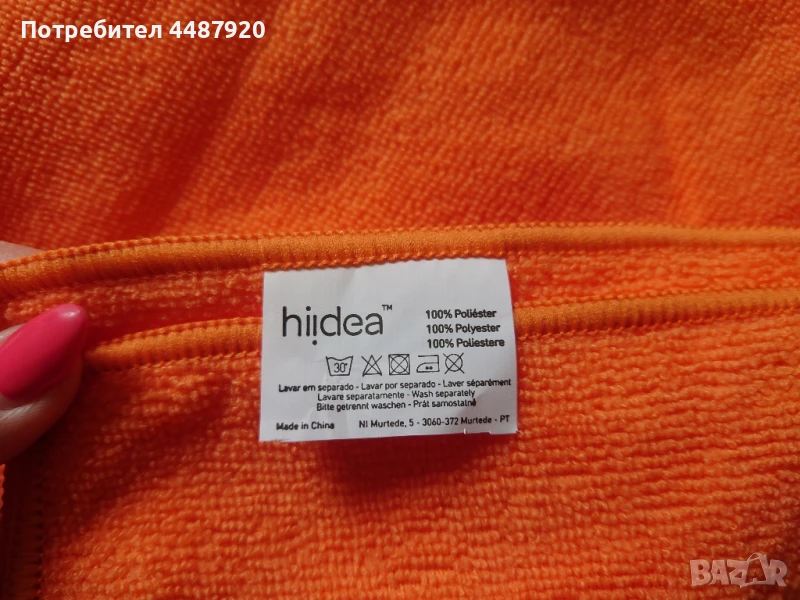 Потребител 4487920
hiidea™
100% Poliéster
100% Polyester
100% Poliestere
30°
Lavar em separado - Lavar por separado - Laver séparément
Lavare separatamente - Wash separately
Bitte getrennt waschen - Prát samostatně
Made in China NI Murtede, 5 - 3060-372 Murtede - PT
BAZAR